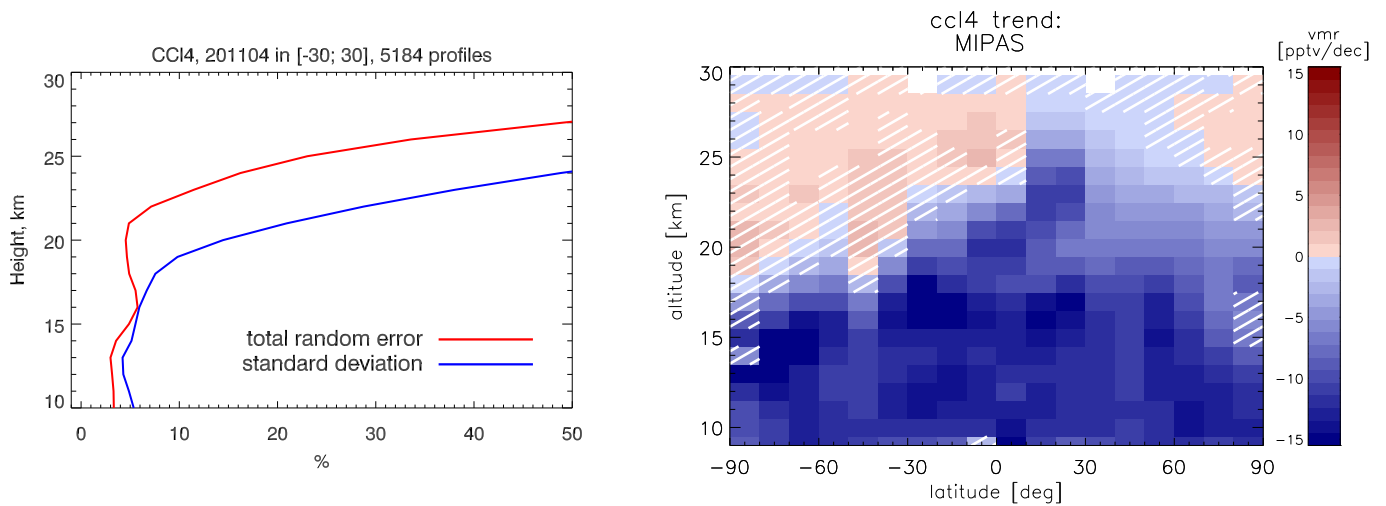 CCl4, 201104 in [-30; 30], 5184 profiles
30
25
20
15
10
Height, km
total random error
standard deviation
0 10 20 30 40 50
%
ccl4 trend:
MIPAS
30
25
20
15
10
altitude [km]
−90 −60 −30 0 30 60 90
latitude [deg]
vmr
[pptv/dec]
15
10
5
0
−5
−10
−15